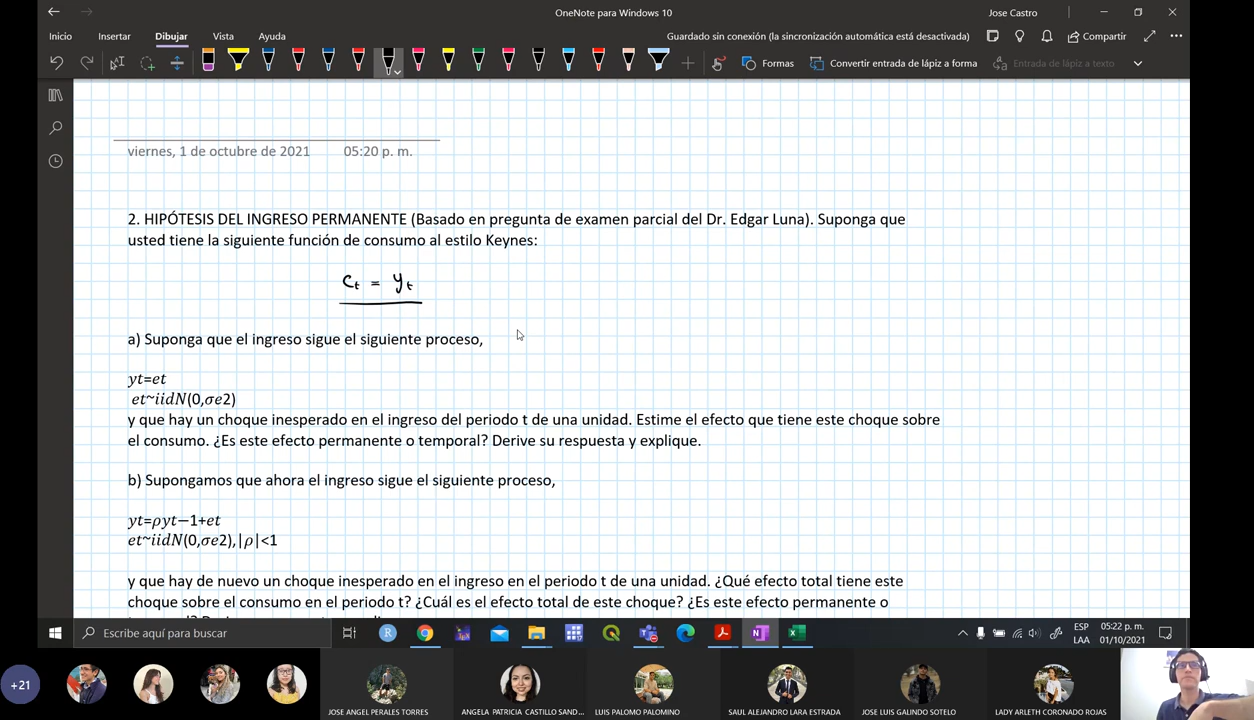 OneNote para Windows 10
Jose Castro
Inicio
Insertar
Dibujar
Vista
Ayuda
Guardado sin conexión (la sincronización automática está desactivada)
Compartir
Formas
Convertir entrada de lápiz a forma
Entrada de lápiz a texto
viernes, 1 de octubre de 2021 05:20 p. m.
2. HIPÓTESIS DEL INGRESO PERMANENTE (Basado en pregunta de examen parcial del Dr. Edgar Luna). Suponga que
usted tiene la siguiente función de consumo al estilo Keynes:
Ct = yt
a) Suponga que el ingreso sigue el siguiente proceso,
yt=et
et~iidN(0,σe2)
y que hay un choque inesperado en el ingreso del periodo t de una unidad. Estime el efecto que tiene este choque sobre
el consumo. ¿Es este efecto permanente o temporal? Derive su respuesta y explique.
b) Supongamos que ahora el ingreso sigue el siguiente proceso,
yt=ρyt−1+et
et~iidN(0,σe2),|ρ|<1
y que hay de nuevo un choque inesperado en el ingreso en el periodo t de una unidad. ¿Qué efecto total tiene este
choque sobre el consumo en el periodo t? ¿Cuál es el efecto total de este choque? ¿Es este efecto permanente o
Escribe aquí para buscar
ESP
LAA
05:22 p. m.
01/10/2021
+21
JOSE ANGEL PERALES TORRES
ANGELA PATRICIA CASTILLO SAND...
LUIS PALOMO PALOMINO
SAUL ALEJANDRO LARA ESTRADA
JOSE LUIS GALINDO SOTELO
LADY ARLETH CORONADO ROJAS